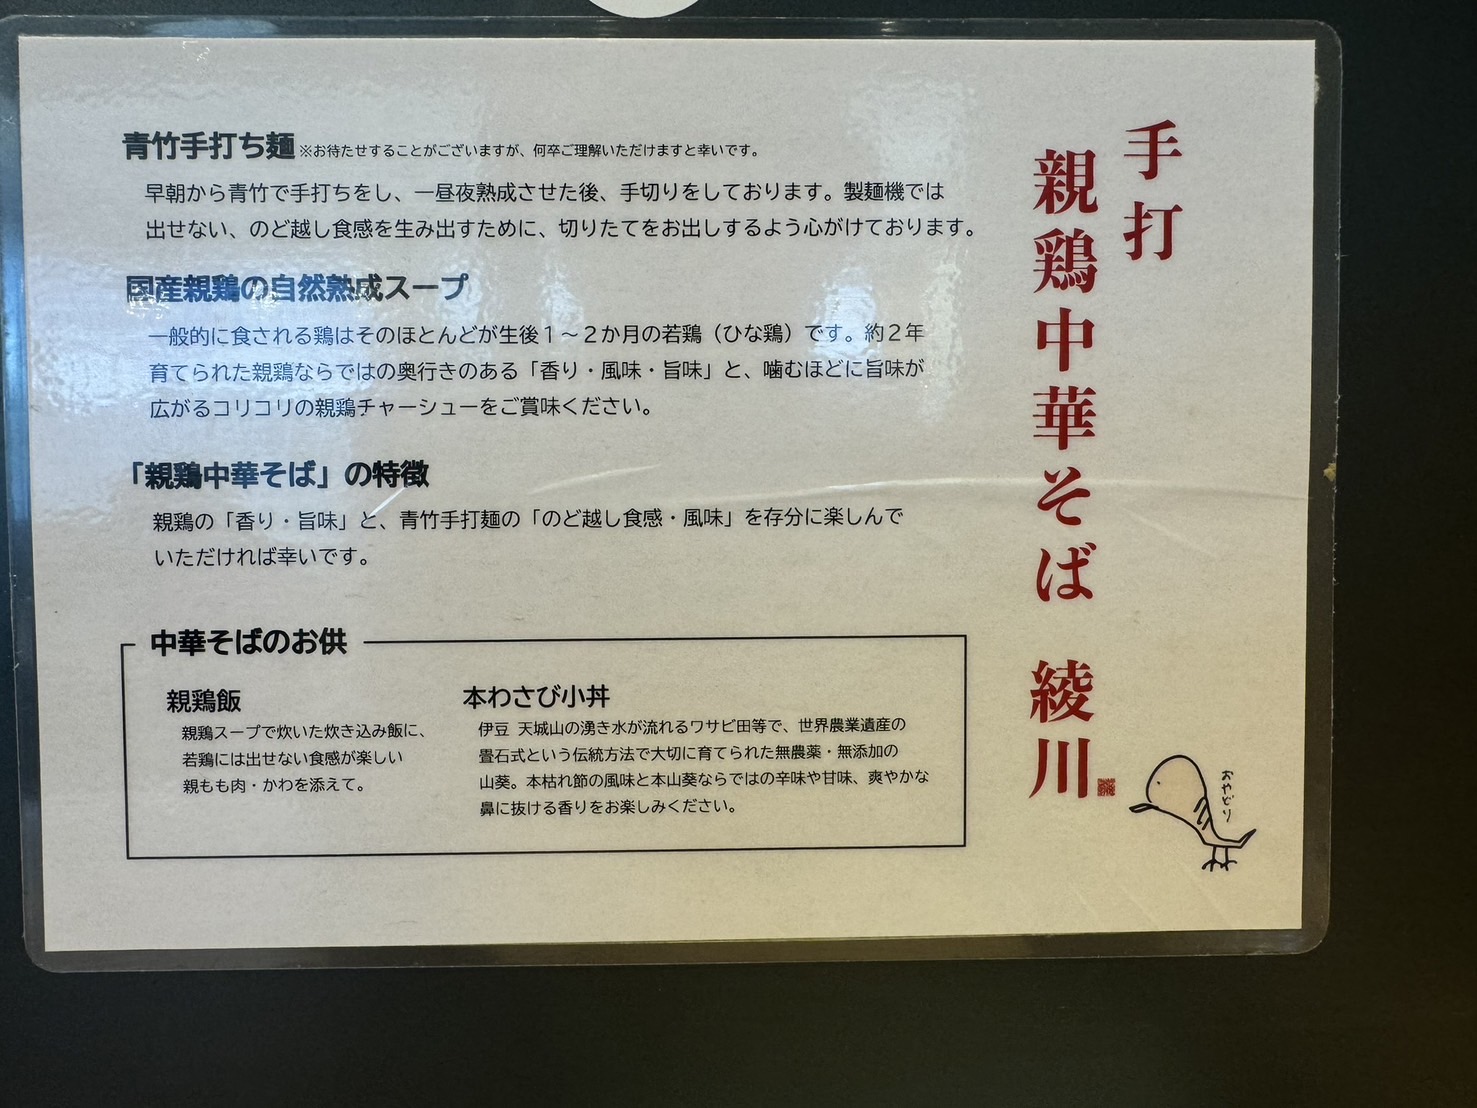 手打
親鶏中華そば 綾川
青竹手打ち麺 ※お待たせすることがございますが、何卒ご理解いただけますと幸いです。
早朝から青竹で手打ちをし、一昼夜熟成させた後、手切りをしております。製麺機では
出せない、のど越し食感を生み出すために、切りたてをお出しするよう心がけております。
国産親鶏の自然熟成スープ
一般的に食される鶏はそのほとんどが生後1～2か月の若鶏（ひな鶏）です。約2年
育てられた親鶏ならではの奥行きのある「香り・風味・旨味」と、噛むほどに旨味が
広がるコリコリの親鶏チャーシューをご賞味ください。
「親鶏中華そば」の特徴
親鶏の「香り・旨味」と、青竹手打麺の「のど越し食感・風味」を存分に楽しんで
いただければ幸いです。
中華そばのお供
親鶏飯
親鶏スープで炊いた炊き込み飯に、
若鶏には出せない食感が楽しい
親もも肉・かわを添えて。
本わさび小丼
伊豆 天城山の湧き水が流れるワサビ田等で、世界農業遺産の
畳石式という伝統方法で大切に育てられた無農薬・無添加の
山葵。本枯れ節の風味と本山葵ならではの辛味や甘味、爽やかな
鼻に抜ける香りをお楽しみください。
おやどり